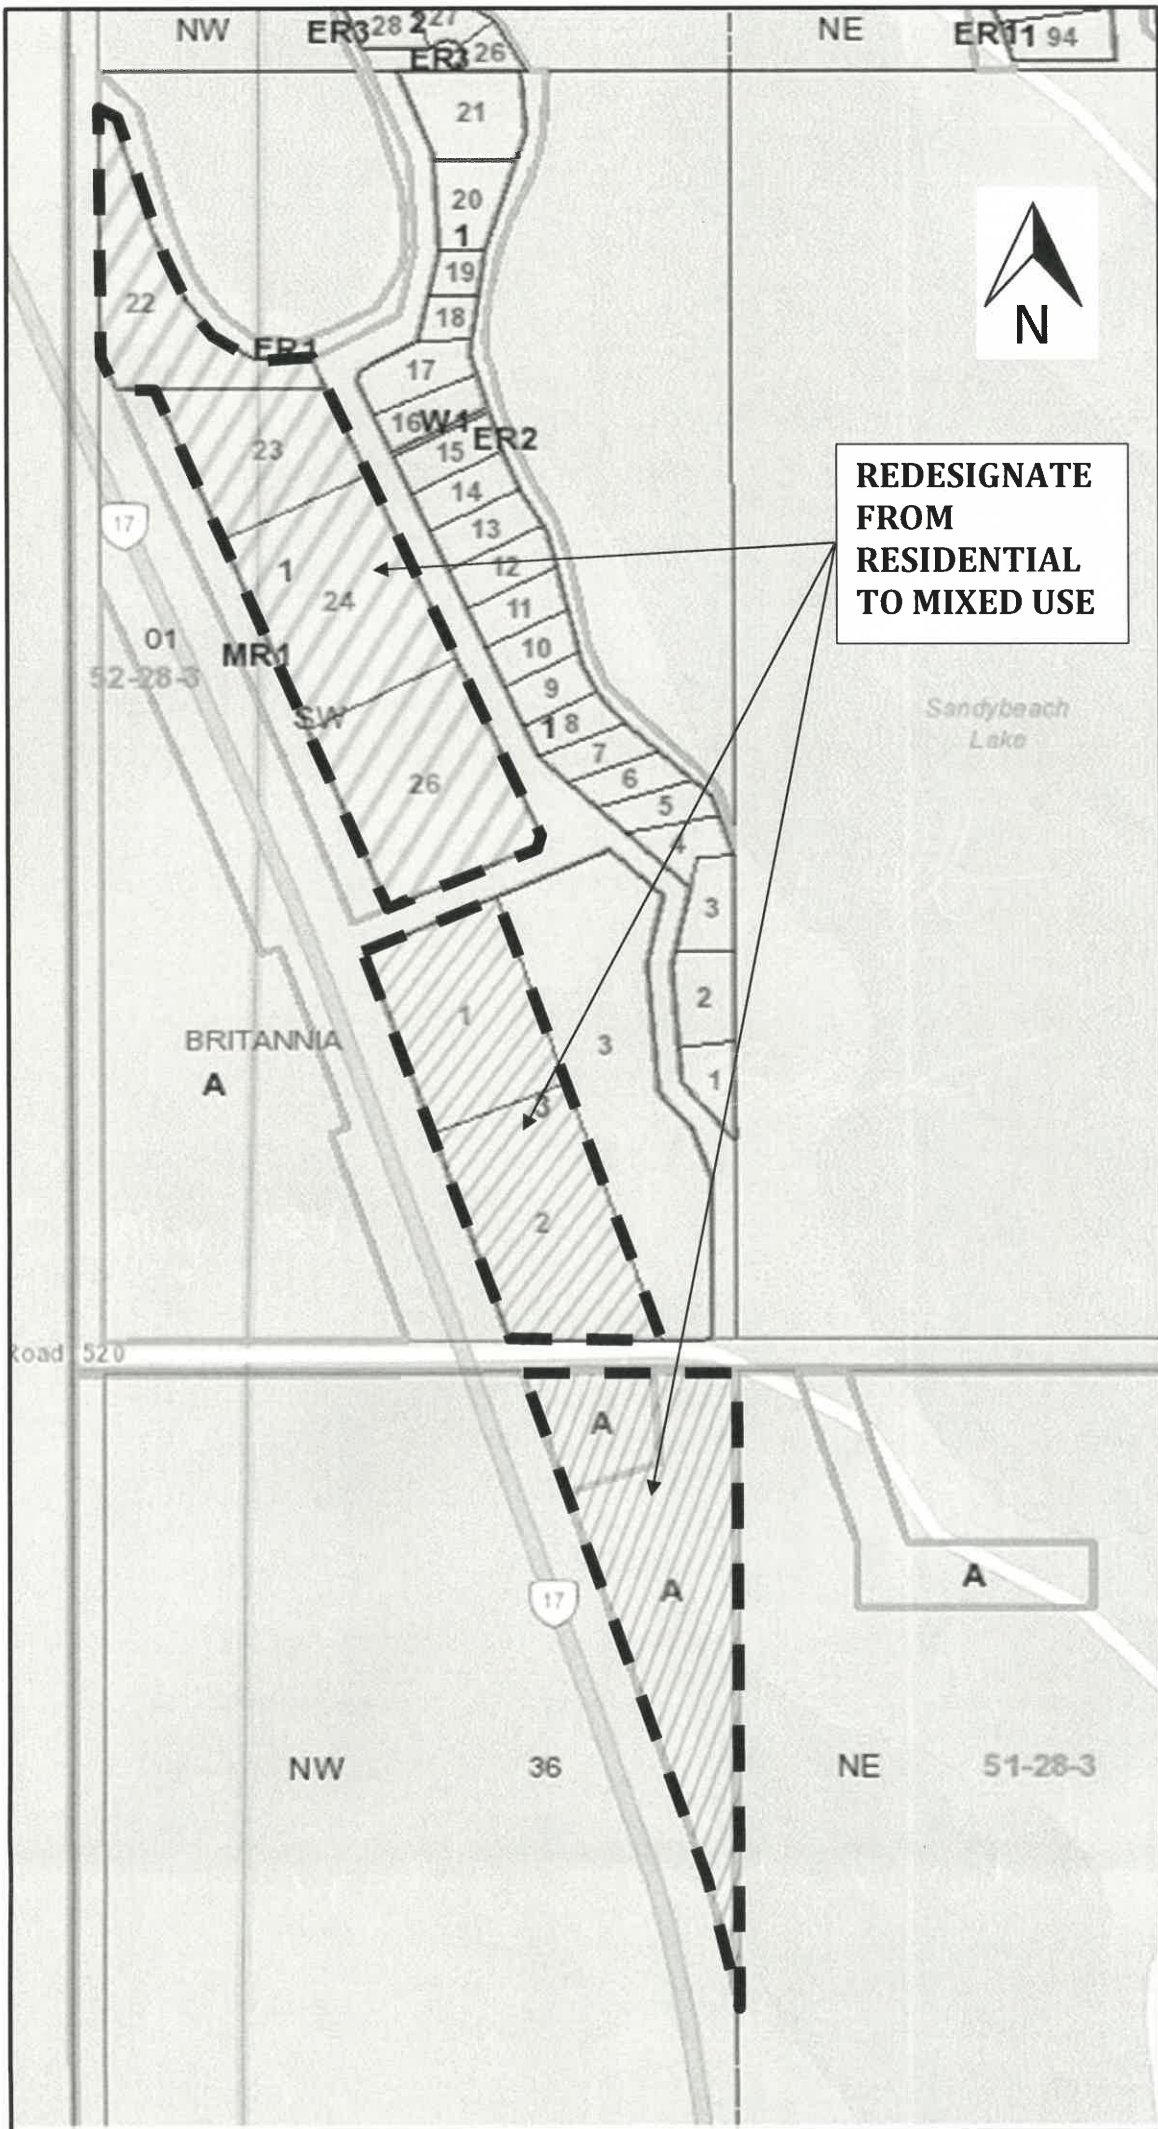 NW
ER3
28
2
27
NE
ER1
1
94
ER3
26
21
20
1
19
22
18
N
ER1
17
16
W1
ER2
23
15
REDESIGNATE
FROM
RESIDENTIAL
TO MIXED USE
14
17
13
12
1
24
11
01
MR1
10
52-28-3
9
SW
1
8
Sandybeach
Lake
7
6
26
5
4
3
2
1
BRITANNIA
3
1
A
3
2
Road 520
A
A
A
17
NW
36
NE
51-28-3